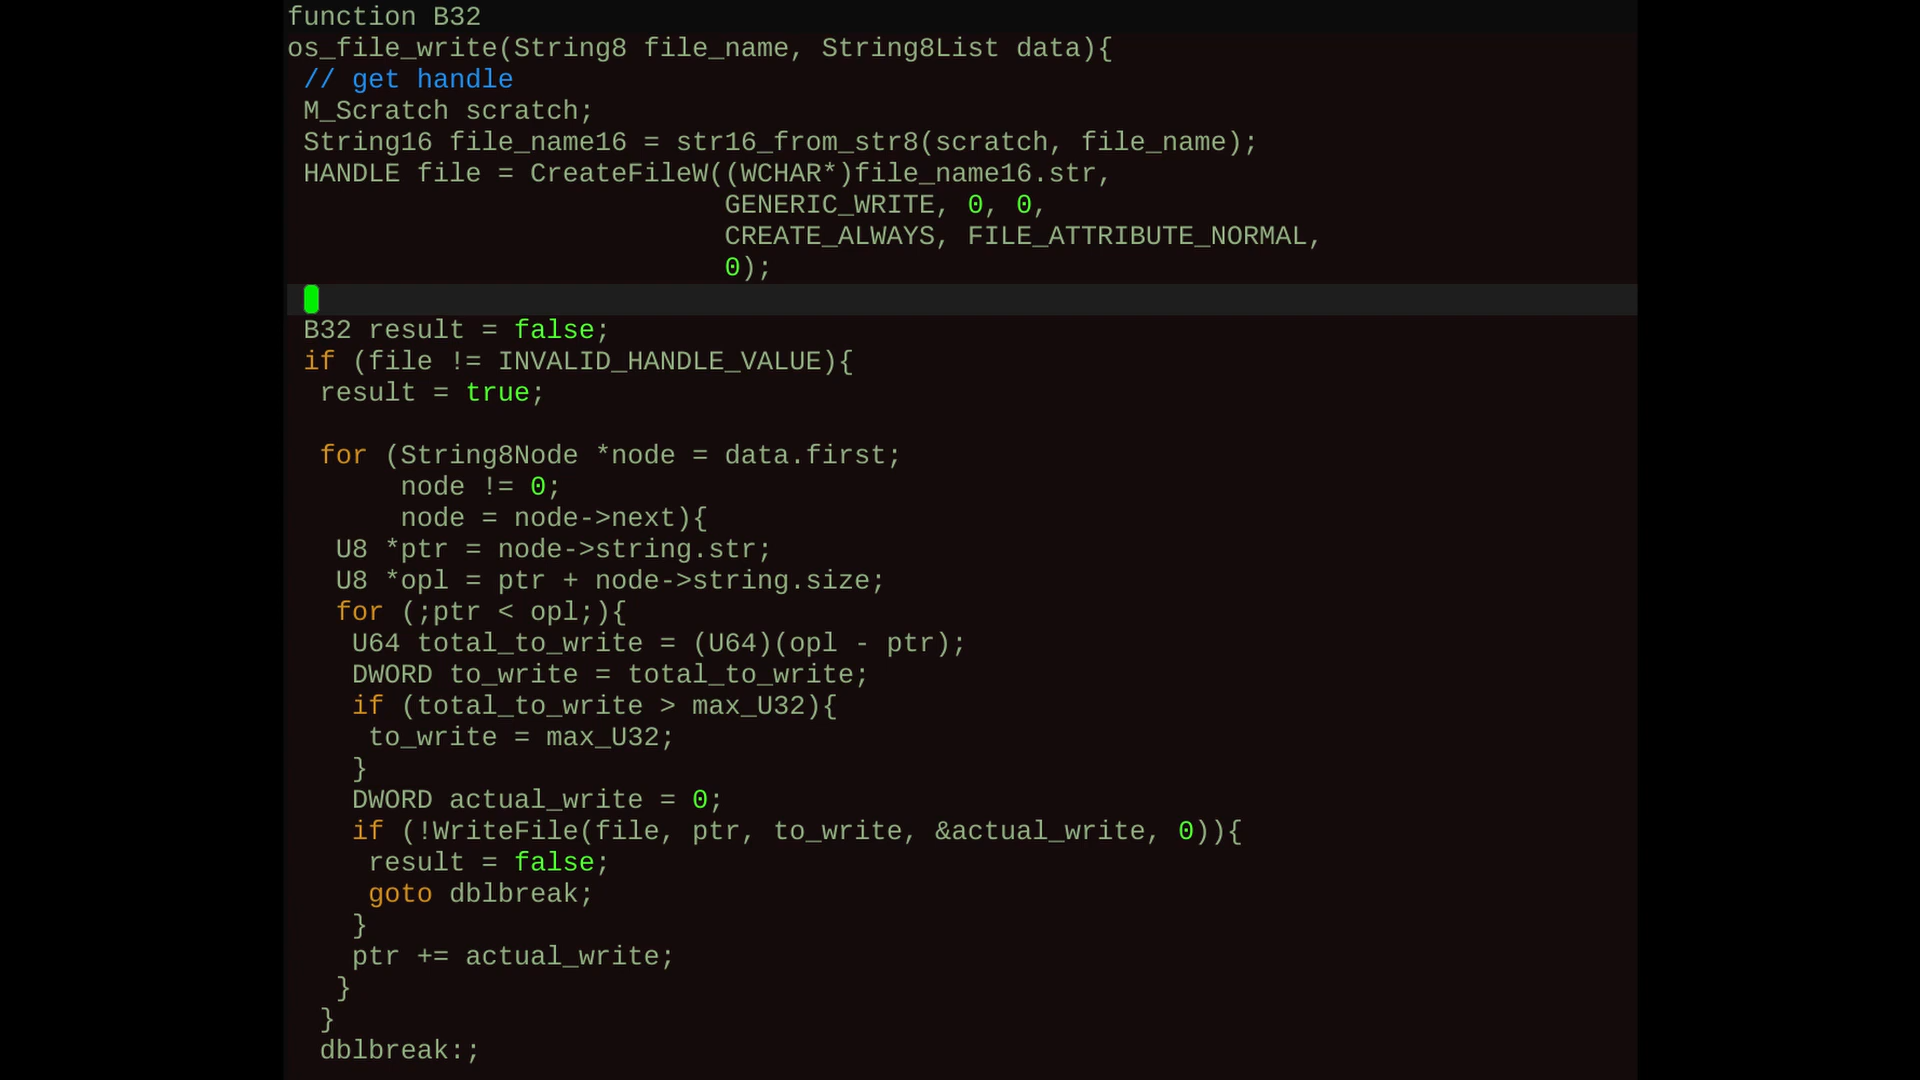 function B32
os_file_write(String8 file_name, String8List data){
// get handle
M_Scratch scratch;
String16 file_name16 = str16_from_str8(scratch, file_name);
HANDLE file = CreateFileW((WCHAR*)file_name16.str,
GENERIC_WRITE, 0, 0,
CREATE_ALWAYS, FILE_ATTRIBUTE_NORMAL,
0);
B32 result = false;
if (file != INVALID_HANDLE_VALUE){
result = true;
for (String8Node *node = data.first;
node != 0;
node = node->next){
U8 *ptr = node->string.str;
U8 *opl = ptr + node->string.size;
for (;ptr < opl;){
U64 total_to_write = (U64)(opl - ptr);
DWORD to_write = total_to_write;
if (total_to_write > max_U32){
to_write = max_U32;
}
DWORD actual_write = 0;
if (!WriteFile(file, ptr, to_write, &actual_write, 0)){
result = false;
goto dblbreak;
}
ptr += actual_write;
}
}
dblbreak:;